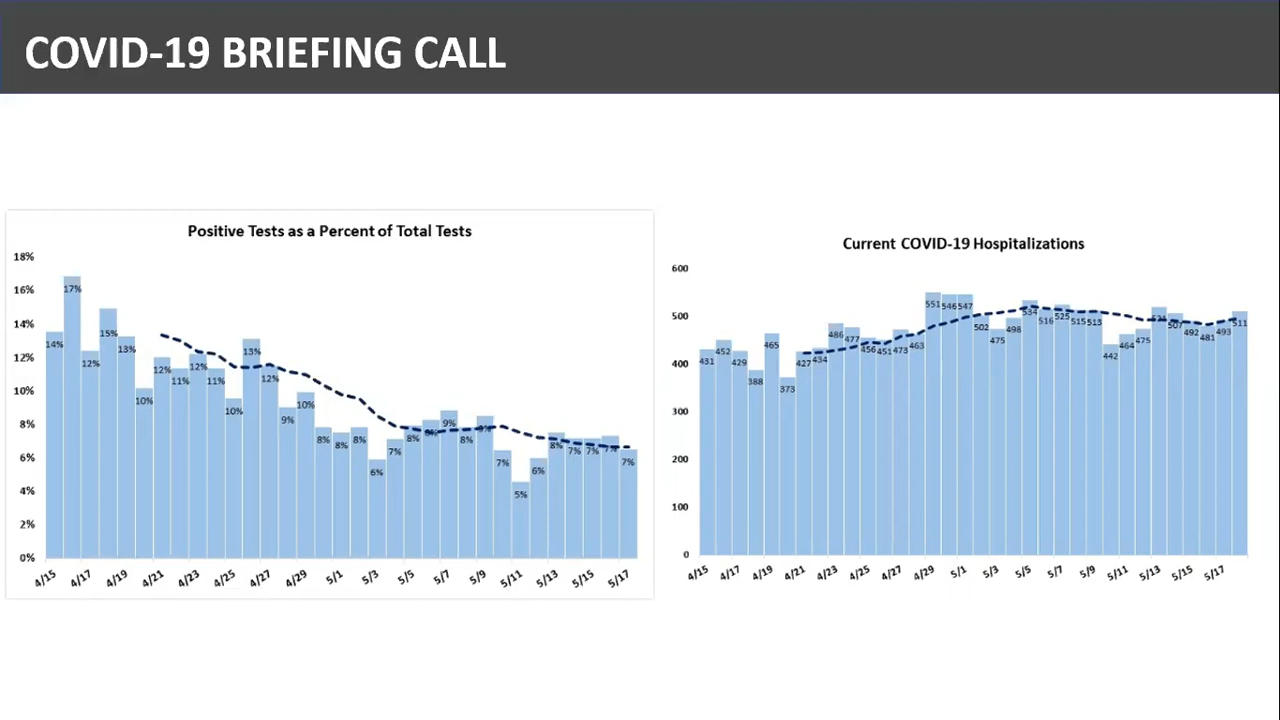 COVID-19 BRIEFING CALL
Positive Tests as a Percent of Total Tests
18%
16%
14%
12%
10%
8%
6%
4%
2%
0%
14% 17% 12% 15% 13% 10% 12% 11% 12% 11% 10% 13% 12% 9% 10% 8% 8% 8% 6% 7% 8% 9% 8% 9% 7% 5% 6% 8% 7% 7% 7% 7%
4/15 4/17 4/19 4/21 4/23 4/25 4/27 4/29 5/1 5/3 5/5 5/7 5/9 5/11 5/13 5/15 5/17
Current COVID-19 Hospitalizations
600
500
400
300
200
100
0
431 452 429 388 465 373 427 434 486 477 456 451 473 463 551 546 547 502 475 498 534 516 525 515 513 442 464 475 507 492 481 493 511
4/15 4/17 4/19 4/21 4/23 4/25 4/27 4/29 5/1 5/3 5/5 5/7 5/9 5/11 5/13 5/15 5/17